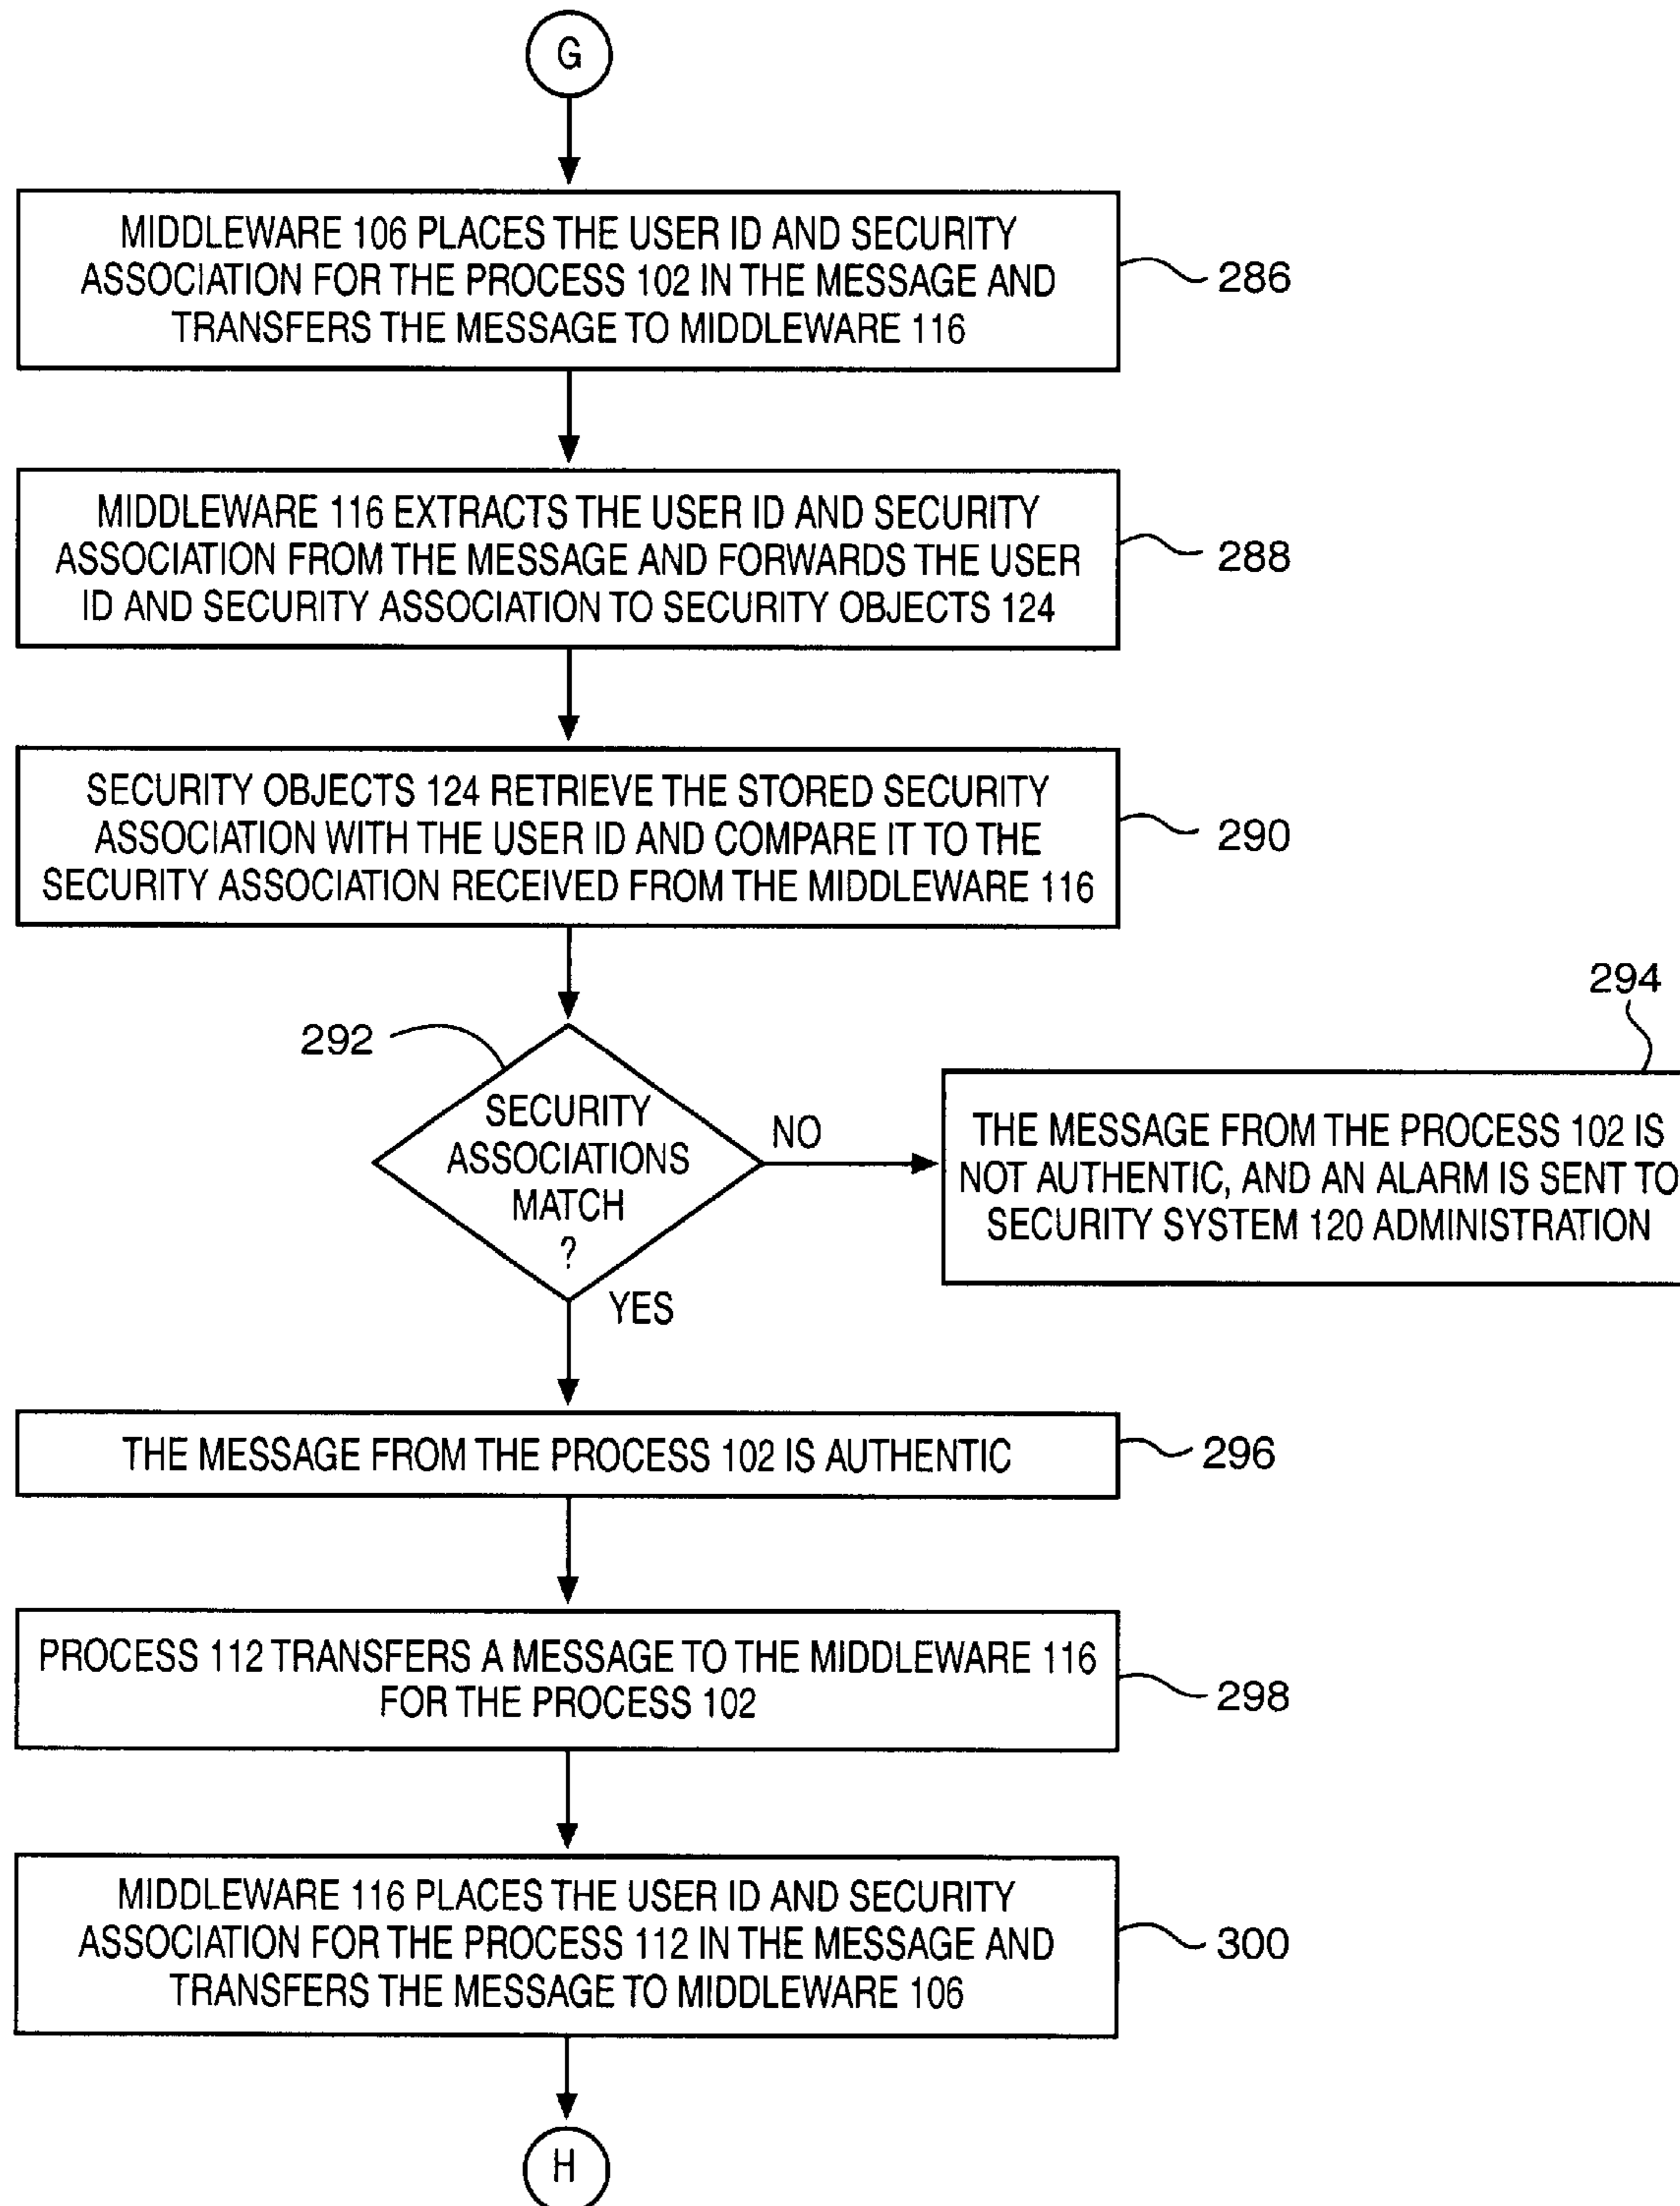 G
MIDDLEWARE 106 PLACES THE USER ID AND SECURITY
ASSOCIATION FOR THE PROCESS 102 IN THE MESSAGE AND
TRANSFERS THE MESSAGE TO MIDDLEWARE 116
286
MIDDLEWARE 116 EXTRACTS THE USER ID AND SECURITY
ASSOCIATION FROM THE MESSAGE AND FORWARDS THE USER
ID AND SECURITY ASSOCIATION TO SECURITY OBJECTS 124
288
SECURITY OBJECTS 124 RETRIEVE THE STORED SECURITY
ASSOCIATION WITH THE USER ID AND COMPARE IT TO THE
SECURITY ASSOCIATION RECEIVED FROM THE MIDDLEWARE 116
290
292
SECURITY
ASSOCIATIONS
MATCH
?
NO
294
THE MESSAGE FROM THE PROCESS 102 IS
NOT AUTHENTIC, AND AN ALARM IS SENT TO
SECURITY SYSTEM 120 ADMINISTRATION
YES
THE MESSAGE FROM THE PROCESS 102 IS AUTHENTIC
296
PROCESS 112 TRANSFERS A MESSAGE TO THE MIDDLEWARE 116
FOR THE PROCESS 102
298
MIDDLEWARE 116 PLACES THE USER ID AND SECURITY
ASSOCIATION FOR THE PROCESS 112 IN THE MESSAGE AND
TRANSFERS THE MESSAGE TO MIDDLEWARE 106
300
H